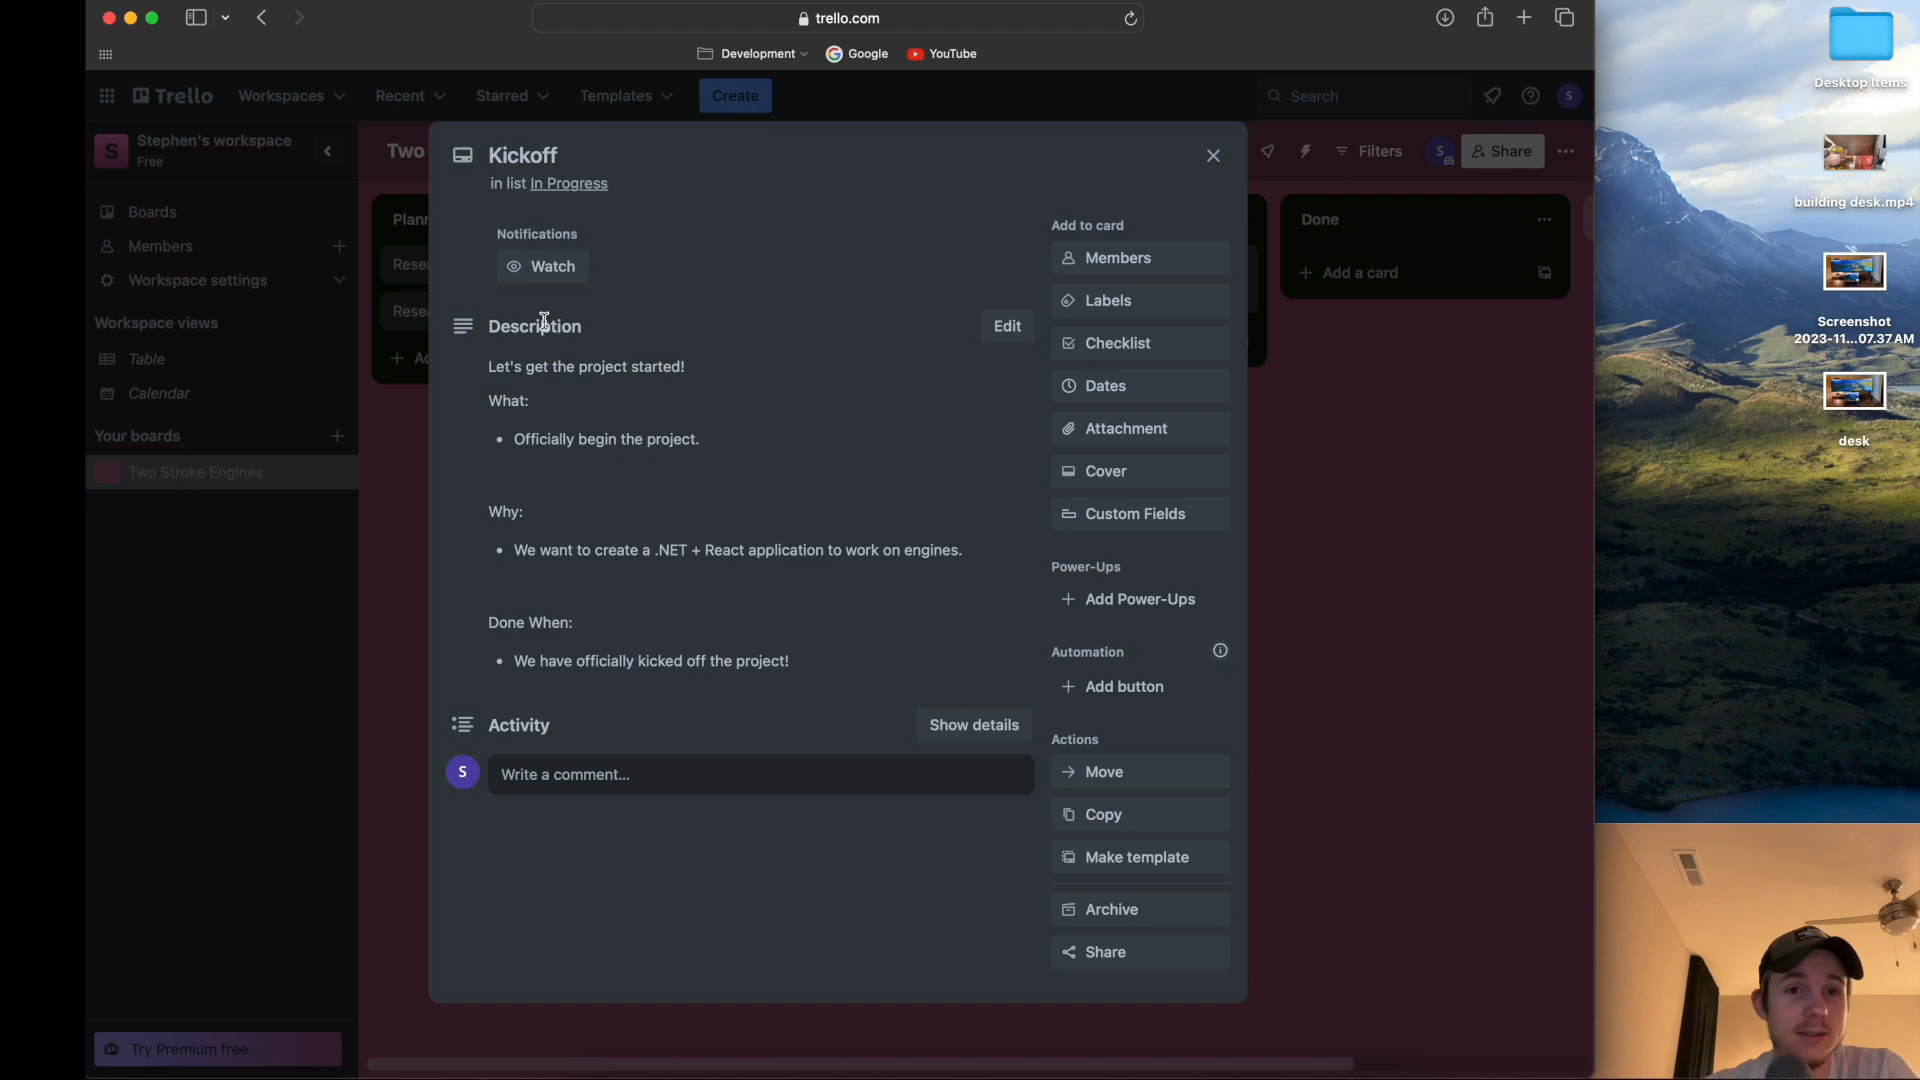 trello.com
Development
Google
YouTube
Trello
Workspaces
Recent
Starred
Templates
Create
Search
S
S
Stephen's workspace
Free
Two
Filters
S
Share
Boards
Members
Workspace settings
Workspace views
Table
Calendar
Your boards
Two Stroke Engines
Try Premium free
Kickoff
in list In Progress
Notifications
Watch
Description
Edit
Let's get the project started!
What:
• Officially begin the project.
Why:
• We want to create a .NET + React application to work on engines.
Done When:
• We have officially kicked off the project!
Activity
Show details
S
Write a comment...
Add to card
Members
Labels
Checklist
Dates
Attachment
Cover
Custom Fields
Power-Ups
Add Power-Ups
Automation
Add button
Actions
Move
Copy
Make template
Archive
Share
Done
Add a card
Desktop Items
building desk.mp4
Screenshot
2023-11...07.37 AM
desk